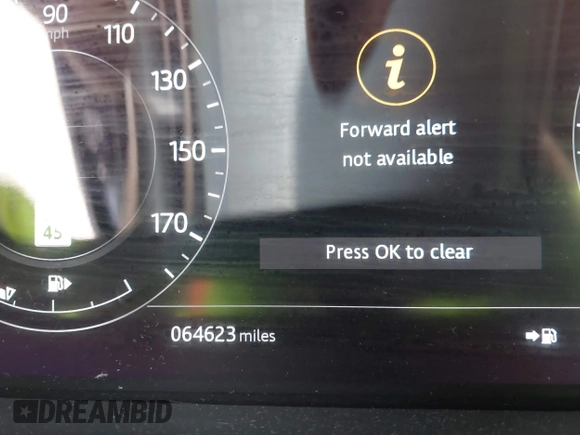 90
mph
110
130
150
170
45
i
Forward alert
not available
Press OK to clear
064623 miles
DREAMBID